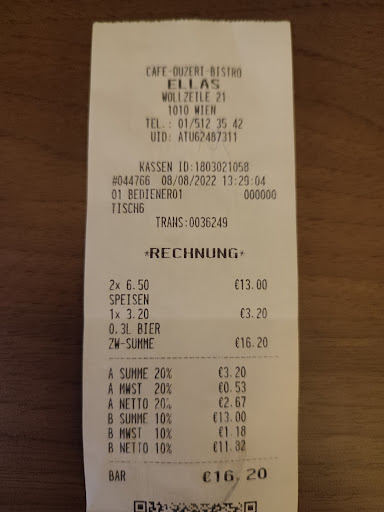 CAFE-OUZERI-BISTRO
ELLAS
WOLLZEILE 21
1010 WIEN
TEL.: 01/512 35 42
UID: ATU62487311
KASSEN ID:1803021058
#044766 08/08/2022 13:29:04
01 BEDIENER01 000000
TISCH6
TRANS:0036249
*RECHNUNG*
2x 6.50 €13.00
SPEISEN
1x 3.20 €3.20
0,3L BIER
ZW-SUMME €16.20
A SUMME 20% €3.20
A MWST 20% €0.53
A NETTO 20% €2.67
B SUMME 10% €13.00
B MWST 10% €1.18
B NETTO 10% €11.82
BAR €16,20